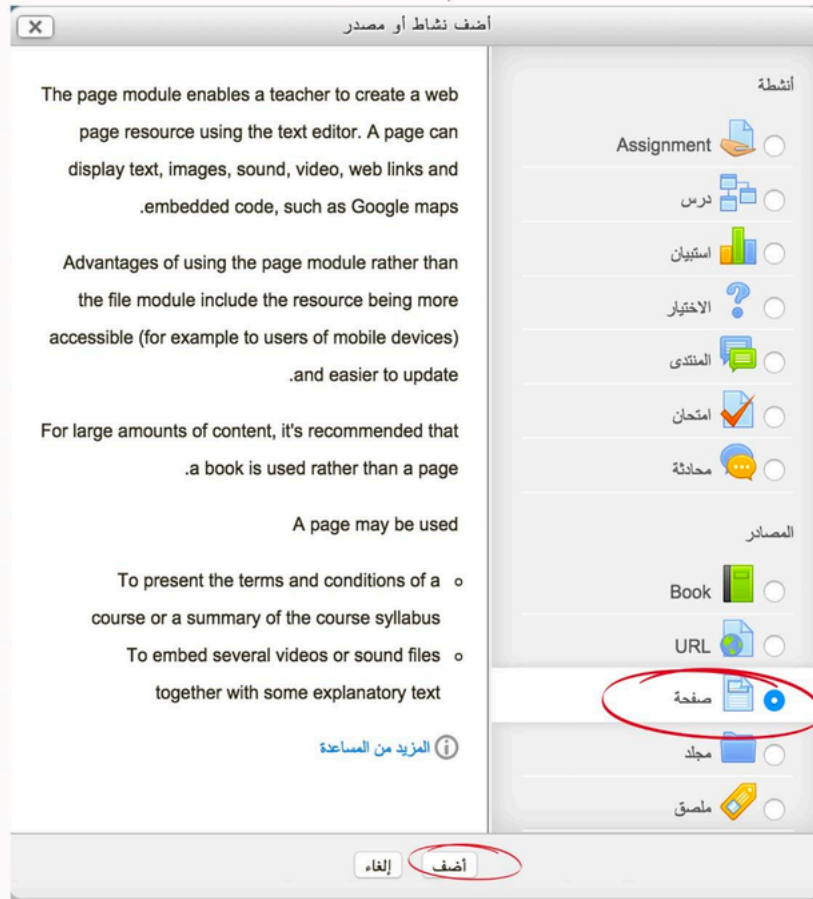 أضف نشاط أو مصدر
أنشطة
Assignment
درس
استبيان
الاختيار
المنتدى
امتحان
محادثة
المصادر
Book
URL
صفحة
مجلد
ملصق
The page module enables a teacher to create a web
page resource using the text editor. A page can
display text, images, sound, video, web links and
.embedded code, such as Google maps
Advantages of using the page module rather than
the file module include the resource being more
accessible (for example to users of mobile devices)
.and easier to update
For large amounts of content, it's recommended that
.a book is used rather than a page
A page may be used
To present the terms and conditions of a
course or a summary of the course syllabus
To embed several videos or sound files
together with some explanatory text
المزيد من المساعدة
أضف
إلغاء